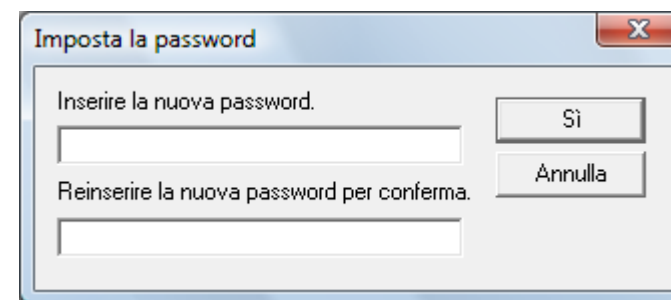 Imposta la password
Inserire la nuova password.
Sì
Annulla
Reinserire la nuova password per conferma.